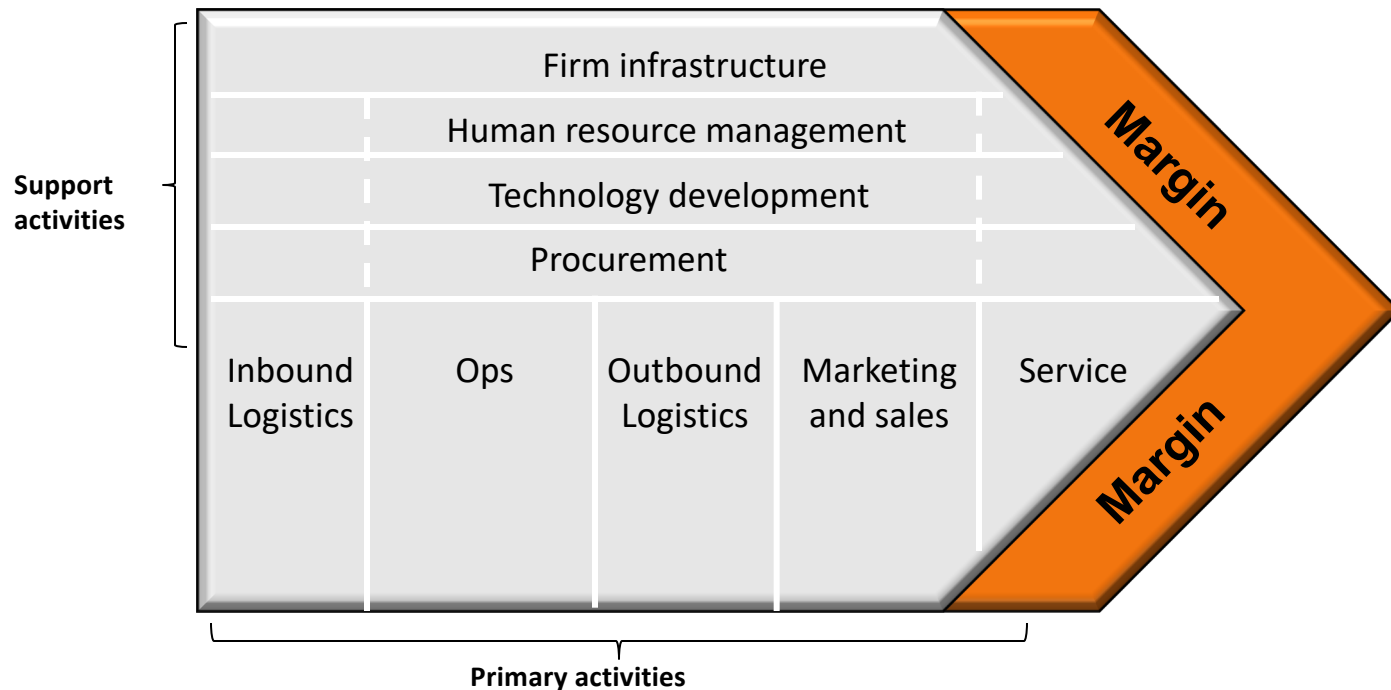 Firm infrastructure
Human resource management
Technology development
Procurement
Support
activities
Inbound
Logistics
Ops
Outbound
Logistics
Marketing
and sales
Service
Margin
Margin
Primary activities